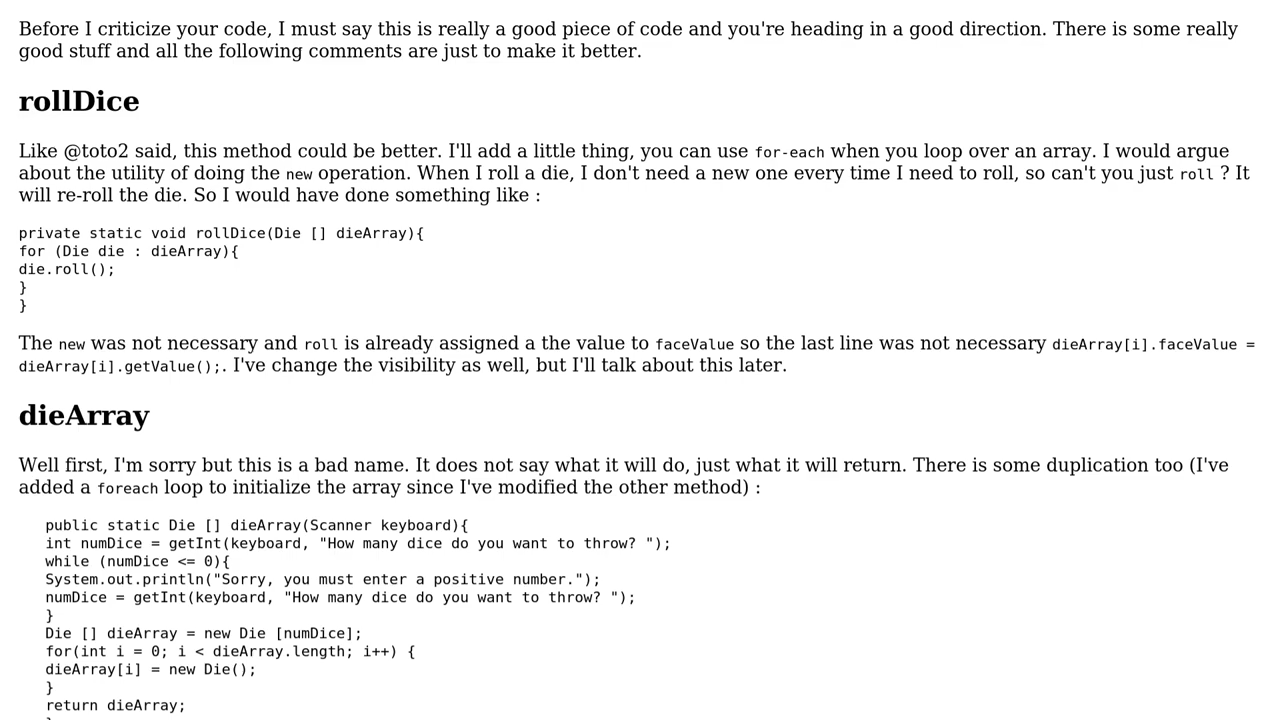 Before I criticize your code, I must say this is really a good piece of code and you're heading in a good direction. There is some really
good stuff and all the following comments are just to make it better.
rollDice
Like @toto2 said, this method could be better. I'll add a little thing, you can use for-each when you loop over an array. I would argue
about the utility of doing the new operation. When I roll a die, I don't need a new one every time I need to roll, so can't you just roll ? It
will re-roll the die. So I would have done something like :
private static void rollDice(Die [] dieArray){
for (Die die : dieArray){
die.roll();
}
}
The new was not necessary and roll is already assigned a the value to faceValue so the last line was not necessary dieArray[i].faceValue =
dieArray[i].getValue();. I've change the visibility as well, but I'll talk about this later.
dieArray
Well first, I'm sorry but this is a bad name. It does not say what it will do, just what it will return. There is some duplication too (I've
added a foreach loop to initialize the array since I've modified the other method) :
public static Die [] dieArray(Scanner keyboard){
int numDice = getInt(keyboard, "How many dice do you want to throw? ");
while (numDice <= 0){
System.out.println("Sorry, you must enter a positive number.");
numDice = getInt(keyboard, "How many dice do you want to throw? ");
}
Die [] dieArray = new Die [numDice];
for(int i = 0; i < dieArray.length; i++) {
dieArray[i] = new Die();
}
return dieArray;